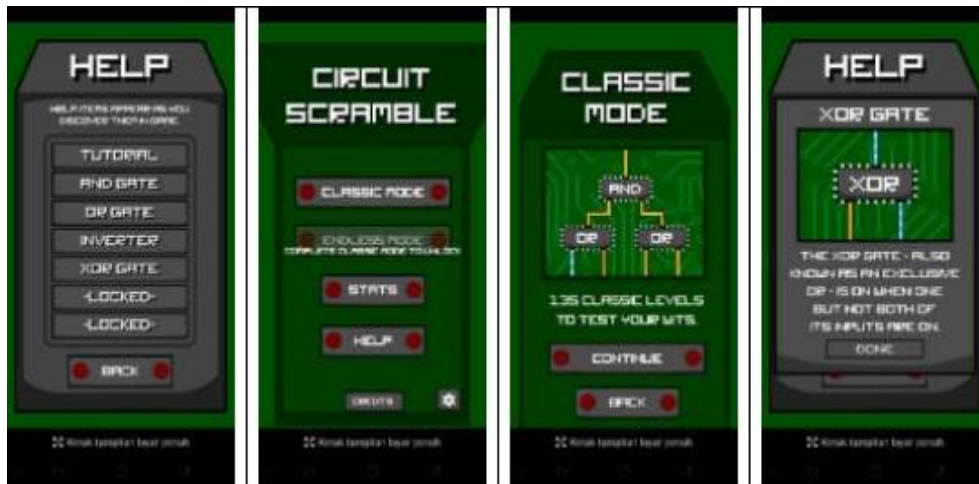 HELP
HELP ITEMS APPEAR AS YOU
DISCOVER THEM IN GAME
TUTORIAL
AND GATE
OR GATE
INVERTER
XOR GATE
-LOCKED-
-LOCKED-
BACK
CIRCUIT
SCRAMBLE
CLASSIC MODE
ENDLESS MODE
COMPLETE CLASSIC MODE TO UNLOCK
STATS
HELP
CREDITS
CLASSIC
MODE
AND
OR OR
135 CLASSIC LEVELS
TO TEST YOUR WITS.
CONTINUE
BACK
HELP
XOR GATE
XOR
THE XOR GATE - ALSO
KNOWN AS AN EXCLUSIVE
OR - IS ON WHEN ONE
BUT NOT BOTH OF
ITS INPUTS ARE ON.
DONE